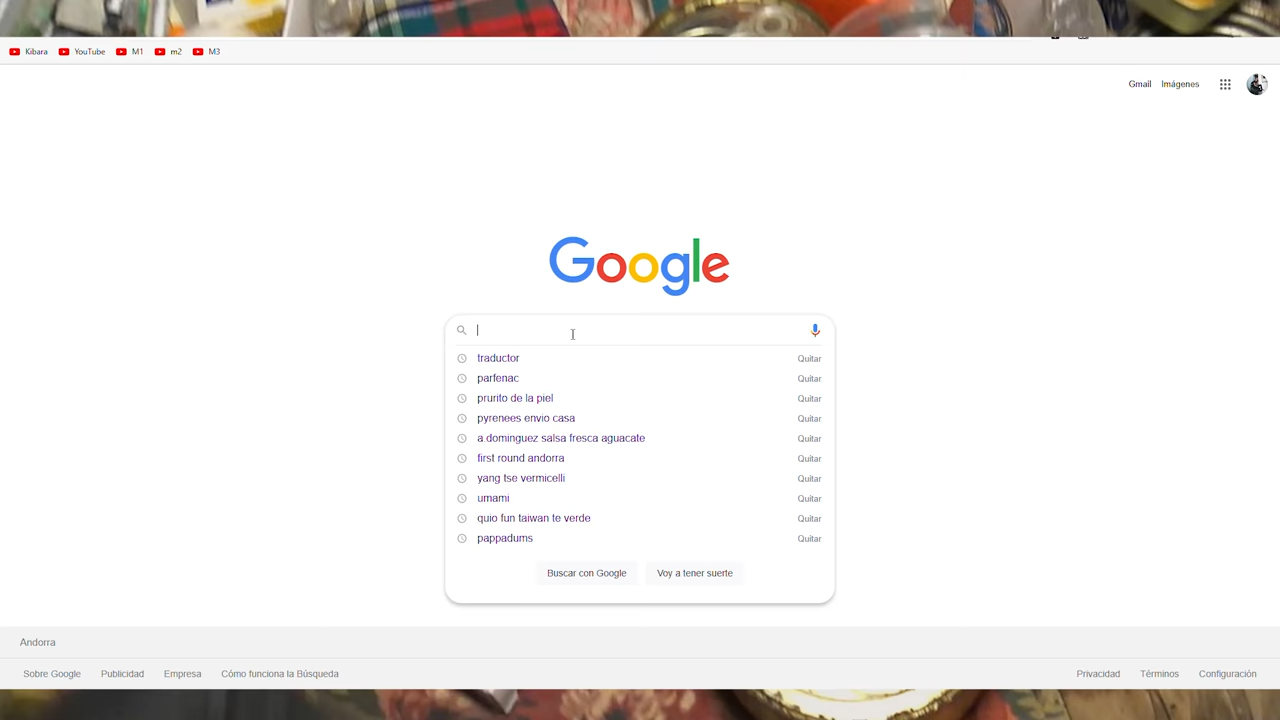 Kibara YouTube M1 m2 M3
Gmail Imágenes
Google
traductor Quitar
parfenac Quitar
prurito de la piel Quitar
pyrenees envio casa Quitar
a.dominguez salsa fresca aguacate Quitar
first round andorra Quitar
yang tse vermicelli Quitar
umami Quitar
quio fun taiwan te verde Quitar
pappadums Quitar
Buscar con Google Voy a tener suerte
Andorra
Sobre Google Publicidad Empresa Cómo funciona la Búsqueda Privacidad Términos Configuración